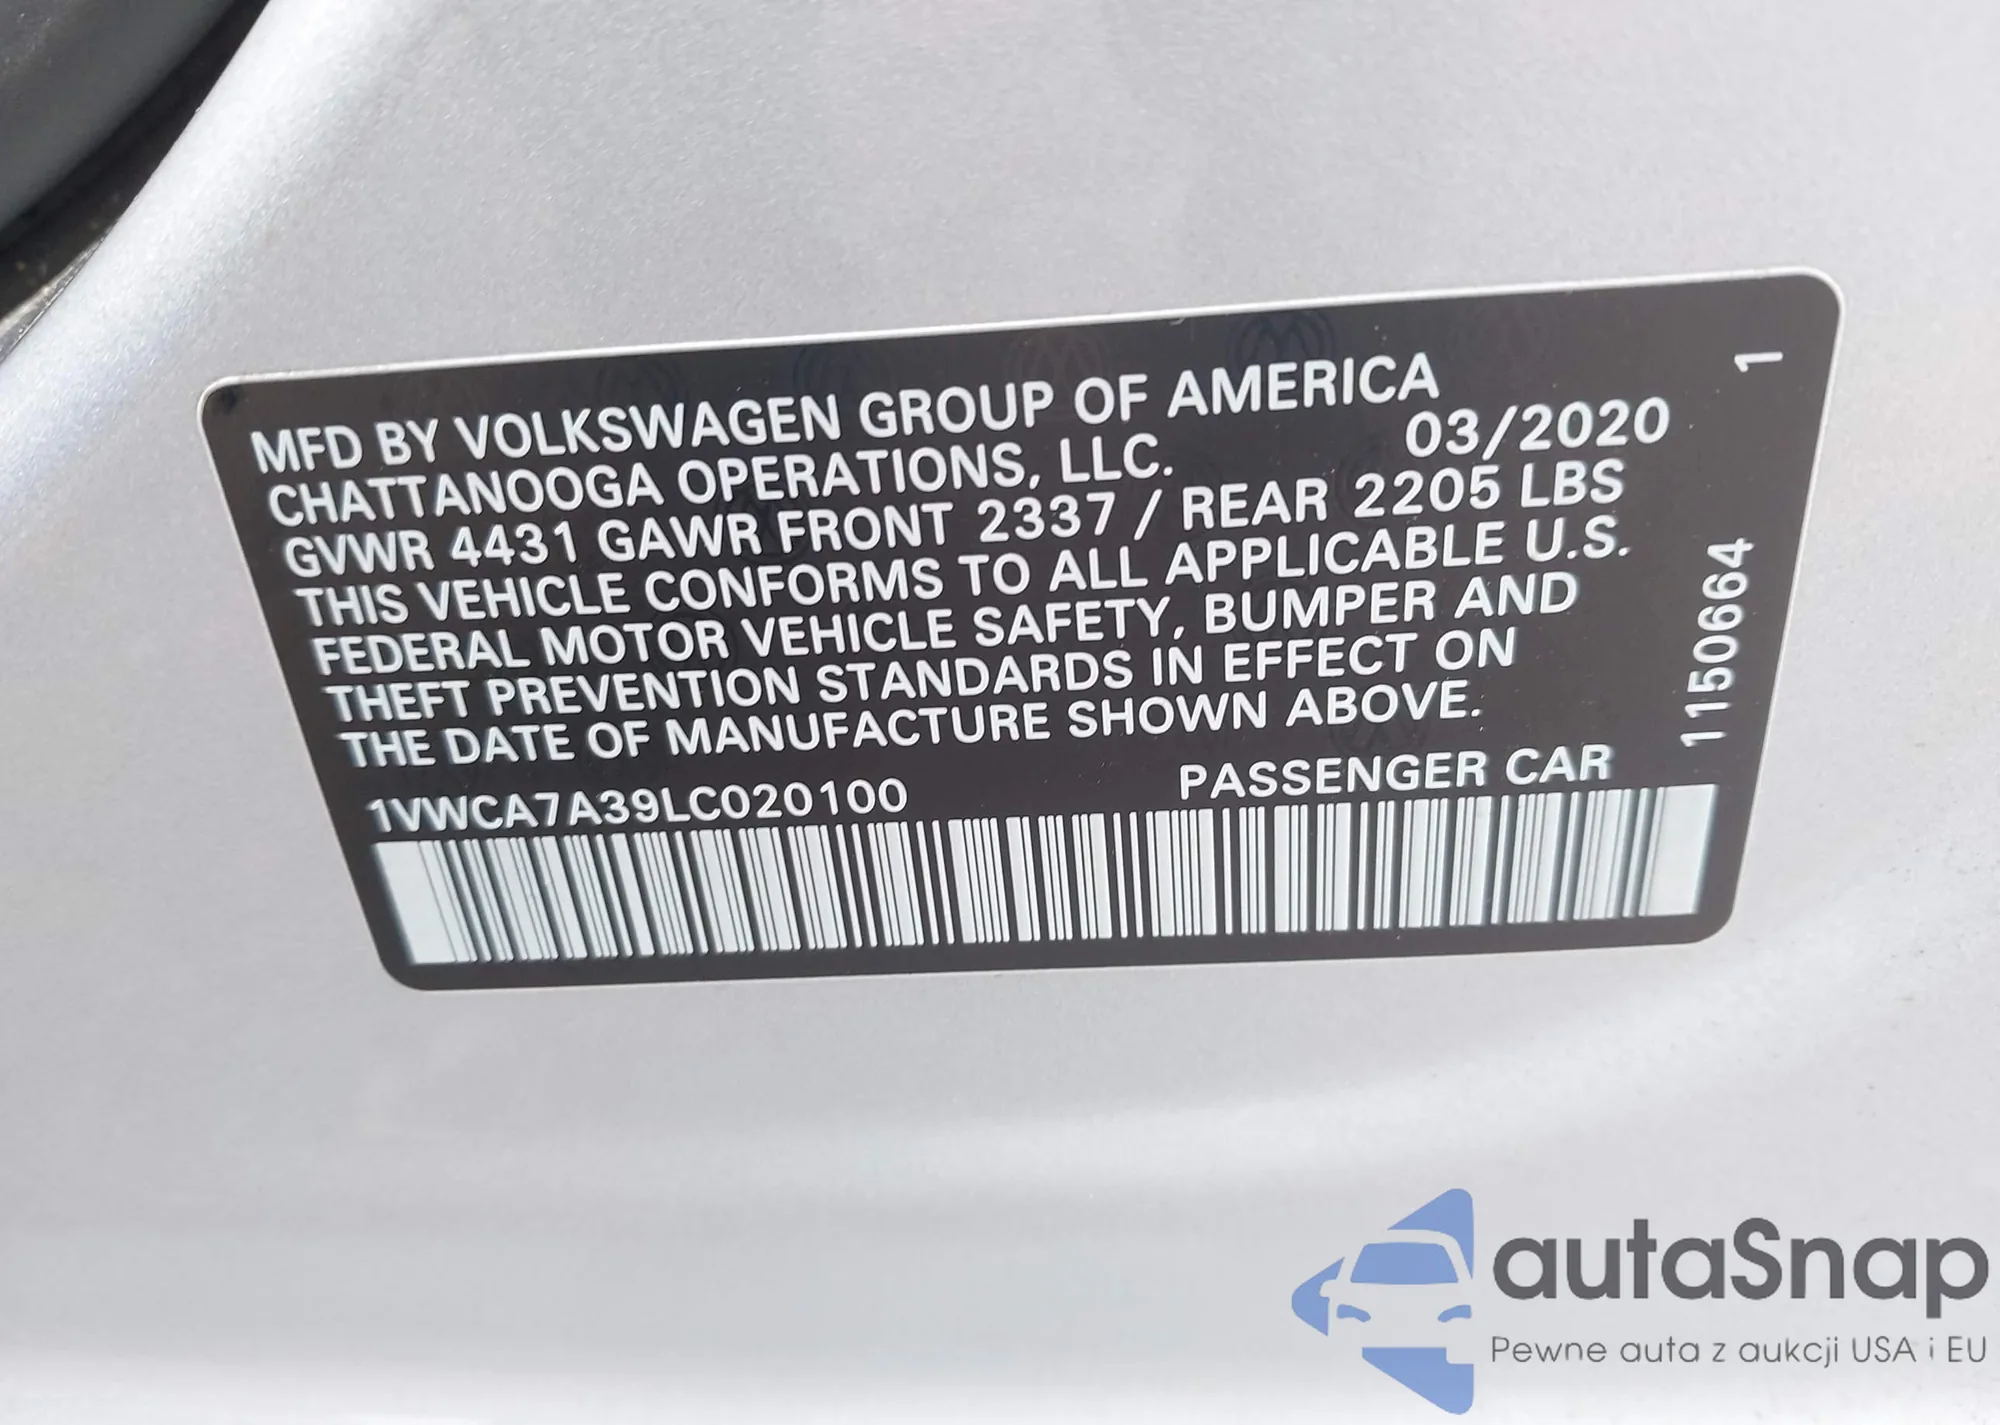 MFD BY VOLKSWAGEN GROUP OF AMERICA
CHATTANOOGA OPERATIONS, LLC. 03/2020
GVWR 4431 GAWR FRONT 2337 / REAR 2205 LBS
THIS VEHICLE CONFORMS TO ALL APPLICABLE U.S.
FEDERAL MOTOR VEHICLE SAFETY, BUMPER AND
THEFT PREVENTION STANDARDS IN EFFECT ON
THE DATE OF MANUFACTURE SHOWN ABOVE.
1VWCA7A39LC020100 PASSENGER CAR
1150664 1
autaSnap
Pewne auta z aukcji USA i EU